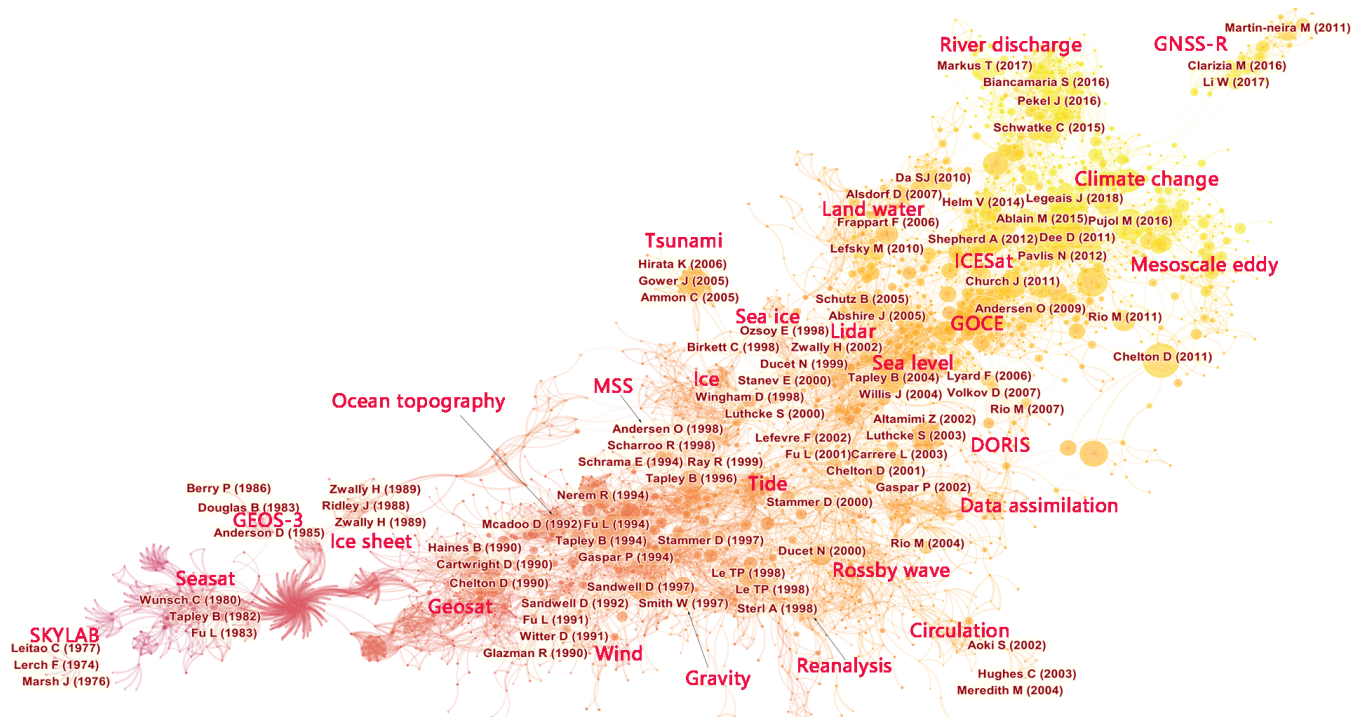 Martin-neira M (2011)
River discharge
GNSS-R
Markus T (2017)
Clarizia M (2016)
Biancamaria S (2016)
Li W (2017)
Pekel J (2016)
Schwatke C (2015)
Da SJ (2010)
Climate change
Alsdorf D (2007)
Helm V (2014)
Legeais J (2018)
Land water
Frappart F (2006)
Ablain M (2015)
Pujol M (2016)
Tsunami
Shepherd A (2012)
Dee D (2011)
Lefsky M (2010)
Pavlis N (2012)
Hirata K (2006)
ICESat
Mesoscale eddy
Gower J (2005)
Church J (2011)
Ammon C (2005)
Schutz B (2005)
Andersen O (2009)
Sea ice
Abshire J (2005)
Rio M (2011)
GOCE
Ozsoy E (1998)
Lidar
Birkett C (1998)
Zwally H (2002)
Chelton D (2011)
Ducet N (1999)
Sea level
MSS
Ice
Stanev E (2000)
Tapley B (2004)
Lyard F (2006)
Wingham D (1998)
Willis J (2004)
Volkov D (2007)
Ocean topography
Luthcke S (2000)
Rio M (2007)
Altamimi Z (2002)
Andersen O (1998)
Lefevre F (2002)
Luthcke S (2003)
DORIS
Scharroo R (1998)
Fu L (2001)
Carrere L (2003)
Schrama E (1994)
Ray R (1999)
Chelton D (2001)
Tapley B (1996)
Tide
Gaspar P (2002)
Berry P (1986)
Zwally H (1989)
Nerem R (1994)
Stammer D (2000)
Data assimilation
Douglas B (1983)
Ridley J (1988)
GEOS-3
Zwally H (1989)
Mcadoo D (1992)
Fu L (1994)
Anderson D (1985)
Ice sheet
Tapley B (1994)
Stammer D (1997)
Rio M (2004)
Haines B (1990)
Gaspar P (1994)
Ducet N (2000)
Cartwright D (1990)
Rossby wave
Seasat
Chelton D (1990)
Le TP (1998)
Sandwell D (1997)
Le TP (1998)
Wunsch C (1980)
Geosat
Sandwell D (1992)
Smith W (1997)
Sterl A (1998)
Tapley B (1982)
Fu L (1991)
Fu L (1983)
Circulation
SKYLAB
Witter D (1991)
Aoki S (2002)
Leitao C (1977)
Glazman R (1990)
Wind
Reanalysis
Lerch F (1974)
Gravity
Hughes C (2003)
Marsh J (1976)
Meredith M (2004)